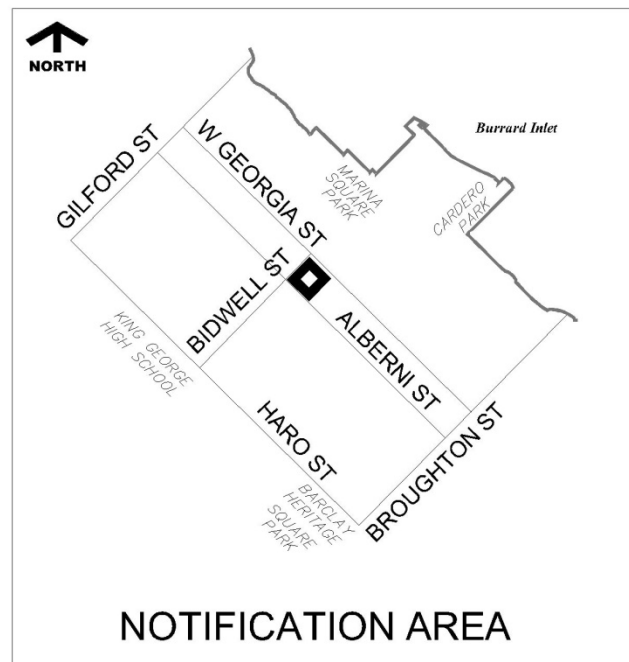 NORTH
Burrard Inlet
GILFORD ST
W GEORGIA ST
MARINA
SQUARE
PARK
CARDERO
PARK
BIDWELL ST
ALBERNI ST
KING GEORGE
HIGH SCHOOL
HARO ST
BROUGHTON ST
BARCLAY
HERITAGE
SQUARE
PARK
NOTIFICATION AREA